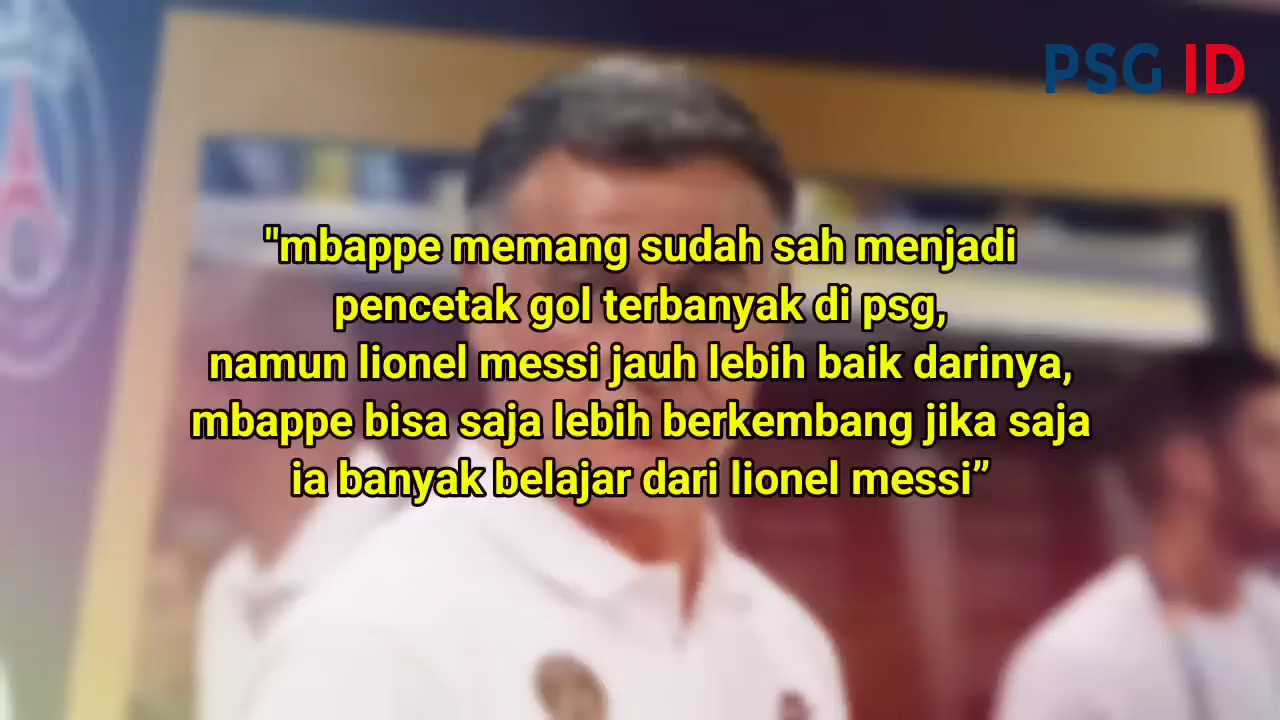 PSG ID
"mbappe memang sudah sah menjadi
pencetak gol terbanyak di psg,
namun lionel messi jauh lebih baik darinya,
mbappe bisa saja lebih berkembang jika saja
ia banyak belajar dari lionel messi”